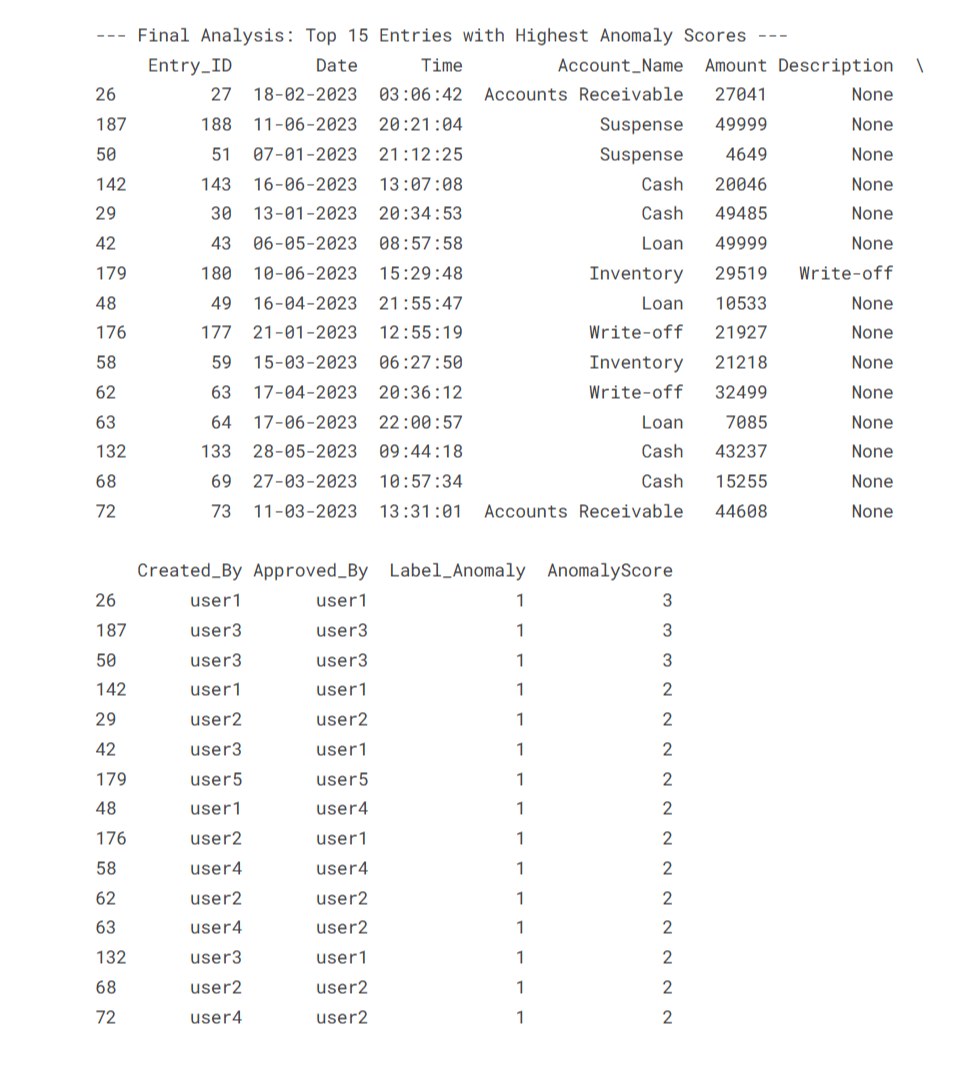 --- Final Analysis: Top 15 Entries with Highest Anomaly Scores ---
Entry_ID Date Time Account_Name Amount Description \
26 27 18-02-2023 03:06:42 Accounts Receivable 27041 None
187 188 11-06-2023 20:21:04 Suspense 49999 None
50 51 07-01-2023 21:12:25 Suspense 4649 None
142 143 16-06-2023 13:07:08 Cash 20046 None
29 30 13-01-2023 20:34:53 Cash 49485 None
42 43 06-05-2023 08:57:58 Loan 49999 None
179 180 10-06-2023 15:29:48 Inventory 29519 Write-off
48 49 16-04-2023 21:55:47 Loan 10533 None
176 177 21-01-2023 12:55:19 Write-off 21927 None
58 59 15-03-2023 06:27:50 Inventory 21218 None
62 63 17-04-2023 20:36:12 Write-off 32499 None
63 64 17-06-2023 22:00:57 Loan 7085 None
132 133 28-05-2023 09:44:18 Cash 43237 None
68 69 27-03-2023 10:57:34 Cash 15255 None
72 73 11-03-2023 13:31:01 Accounts Receivable 44608 None
Created_By Approved_By Label_Anomaly AnomalyScore
26 user1 user1 1 3
187 user3 user3 1 3
50 user3 user3 1 3
142 user1 user1 1 2
29 user2 user2 1 2
42 user3 user1 1 2
179 user5 user5 1 2
48 user1 user4 1 2
176 user2 user1 1 2
58 user4 user4 1 2
62 user2 user2 1 2
63 user4 user2 1 2
132 user3 user1 1 2
68 user2 user2 1 2
72 user4 user2 1 2